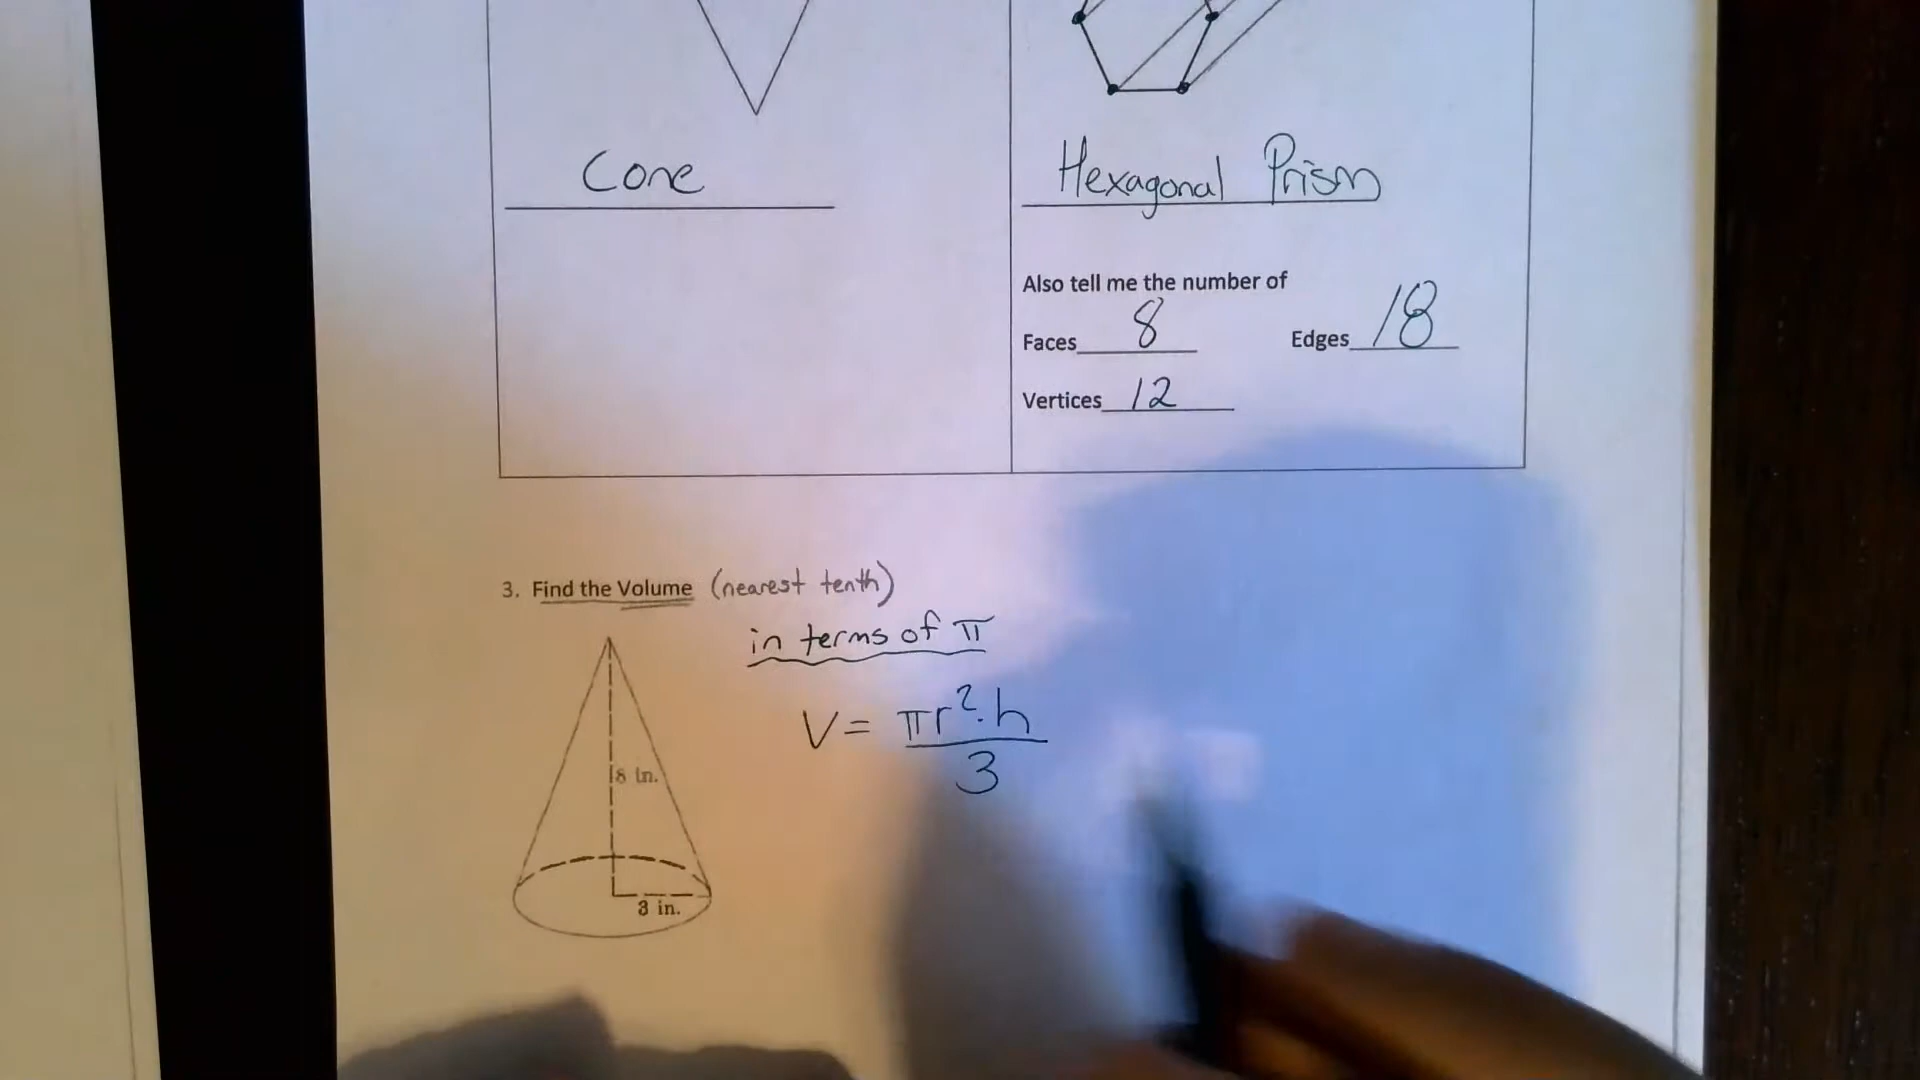 Cone
Hexagonal Prism
Also tell me the number of
Faces 8 Edges 18
Vertices 12
3. Find the Volume (nearest tenth)
in terms of π
V = πr²·h
3
8 in.
3 in.